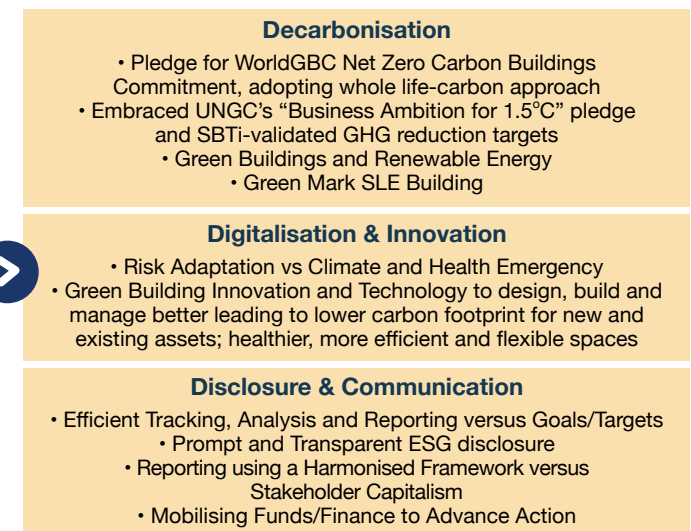 Decarbonisation
• Pledge for WorldGBC Net Zero Carbon Buildings
Commitment, adopting whole life-carbon approach
• Embraced UNGC's “Business Ambition for 1.5°C” pledge
and SBTi-validated GHG reduction targets
• Green Buildings and Renewable Energy
• Green Mark SLE Building
Digitalisation & Innovation
• Risk Adaptation vs Climate and Health Emergency
• Green Building Innovation and Technology to design, build and
manage better leading to lower carbon footprint for new and
existing assets; healthier, more efficient and flexible spaces
Disclosure & Communication
• Efficient Tracking, Analysis and Reporting versus Goals/Targets
• Prompt and Transparent ESG disclosure
• Reporting using a Harmonised Framework versus
Stakeholder Capitalism
• Mobilising Funds/Finance to Advance Action